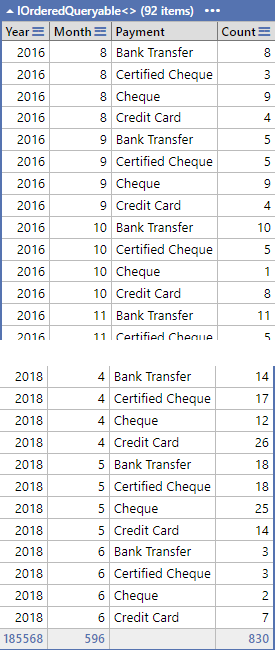 IOrderedQueryable<> (92 items) •••
Year Month Payment Count
2016 8 Bank Transfer 8
2016 8 Certified Cheque 3
2016 8 Cheque 9
2016 8 Credit Card 4
2016 9 Bank Transfer 5
2016 9 Certified Cheque 5
2016 9 Cheque 9
2016 9 Credit Card 4
2016 10 Bank Transfer 10
2016 10 Certified Cheque 5
2016 10 Cheque 1
2016 10 Credit Card 8
2016 11 Bank Transfer 11
2016 11 Certified Cheque 5
2018 4 Bank Transfer 14
2018 4 Certified Cheque 17
2018 4 Cheque 12
2018 4 Credit Card 26
2018 5 Bank Transfer 18
2018 5 Certified Cheque 18
2018 5 Cheque 25
2018 5 Credit Card 14
2018 6 Bank Transfer 3
2018 6 Certified Cheque 3
2018 6 Cheque 2
2018 6 Credit Card 7
185568 596 830